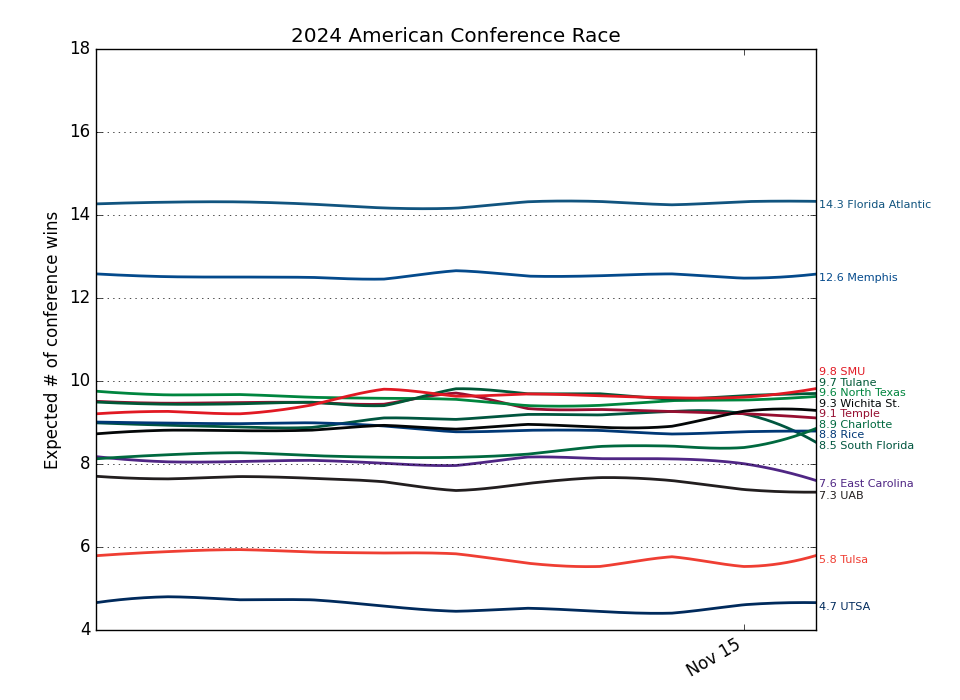 2024 American Conference Race
Expected # of conference wins
18
16
14
12
10
8
6
4
14.3 Florida Atlantic
12.6 Memphis
9.8 SMU
9.7 Tulane
9.6 North Texas
9.3 Wichita St.
9.1 Temple
8.9 Charlotte
8.8 Rice
8.5 South Florida
7.6 East Carolina
7.3 UAB
5.8 Tulsa
4.7 UTSA
Nov 15